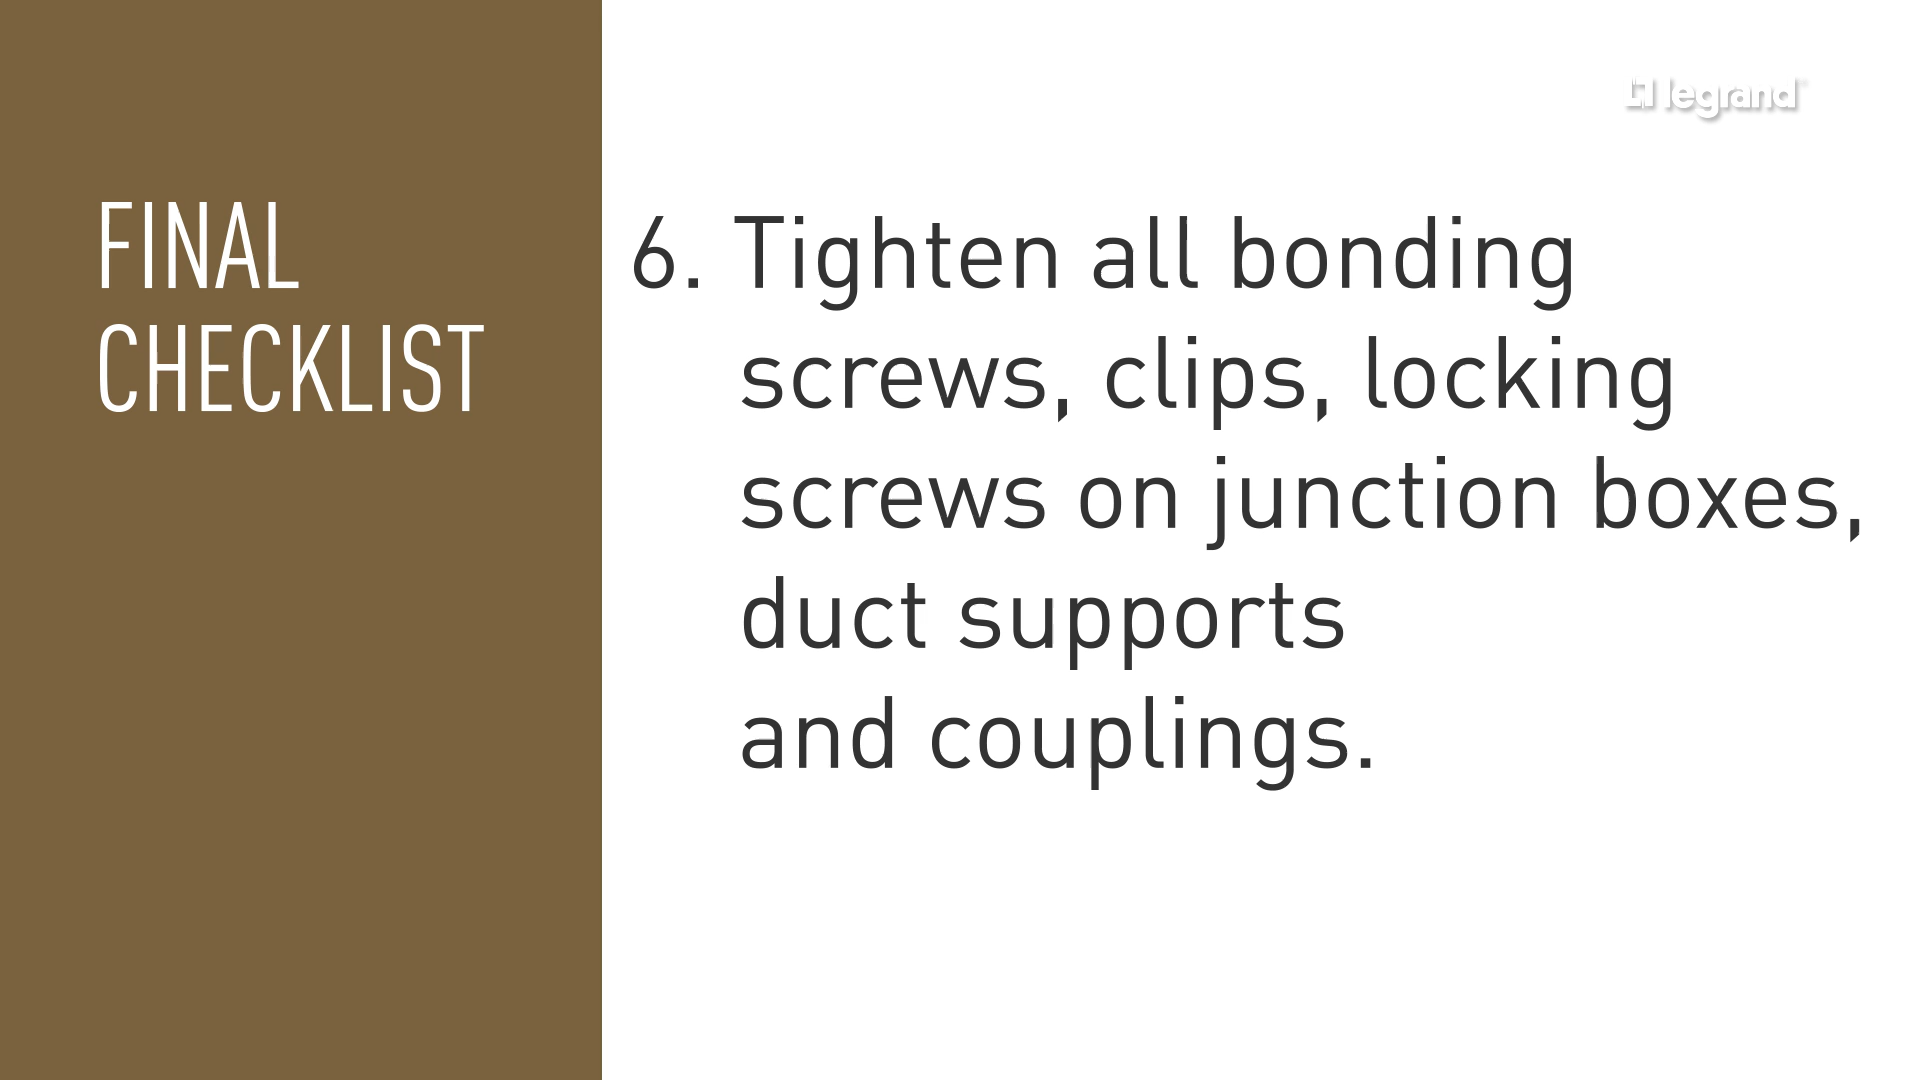 legrand
FINAL
CHECKLIST
6. Tighten all bonding
screws, clips, locking
screws on junction boxes,
duct supports
and couplings.